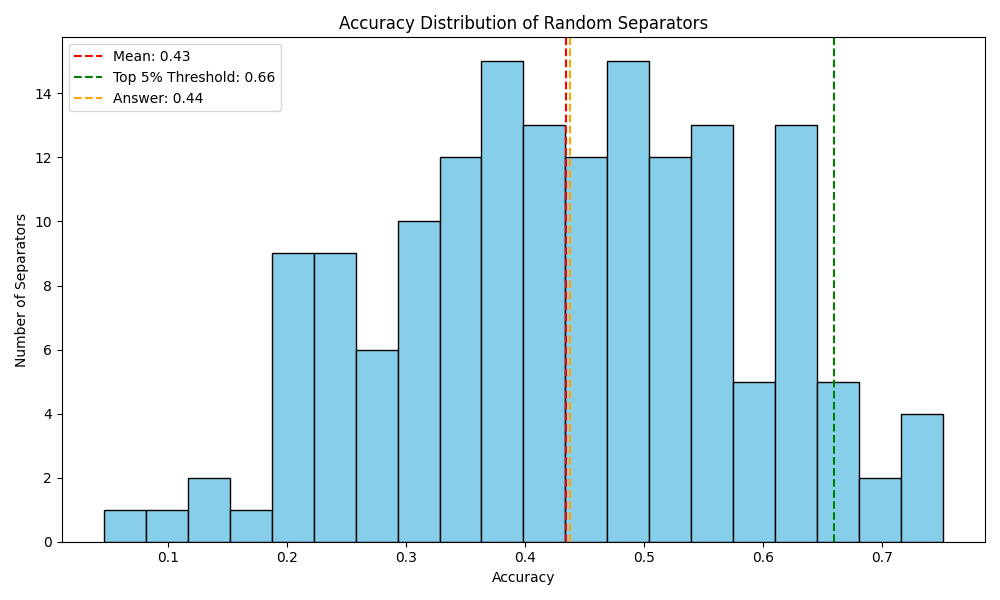 Accuracy Distribution of Random Separators
Mean: 0.43
Top 5% Threshold: 0.66
Answer: 0.44
Number of Separators
14
12
10
8
6
4
2
0
0.1 0.2 0.3 0.4 0.5 0.6 0.7
Accuracy